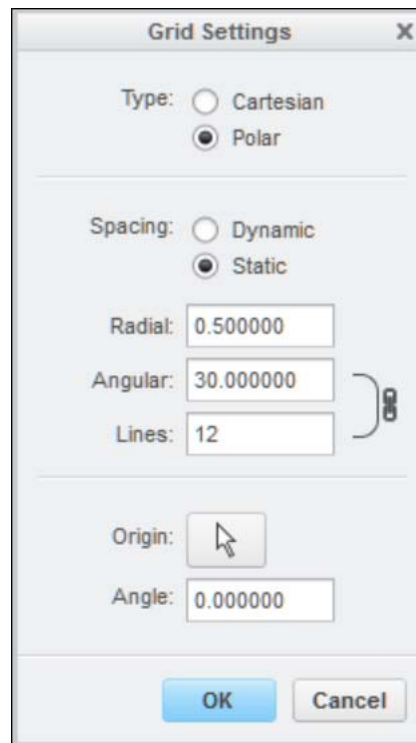 Grid Settings
Type: Cartesian
Polar
Spacing: Dynamic
Static
Radial: 0.500000
Angular: 30.000000
Lines: 12
Origin:
Angle: 0.000000
OK Cancel